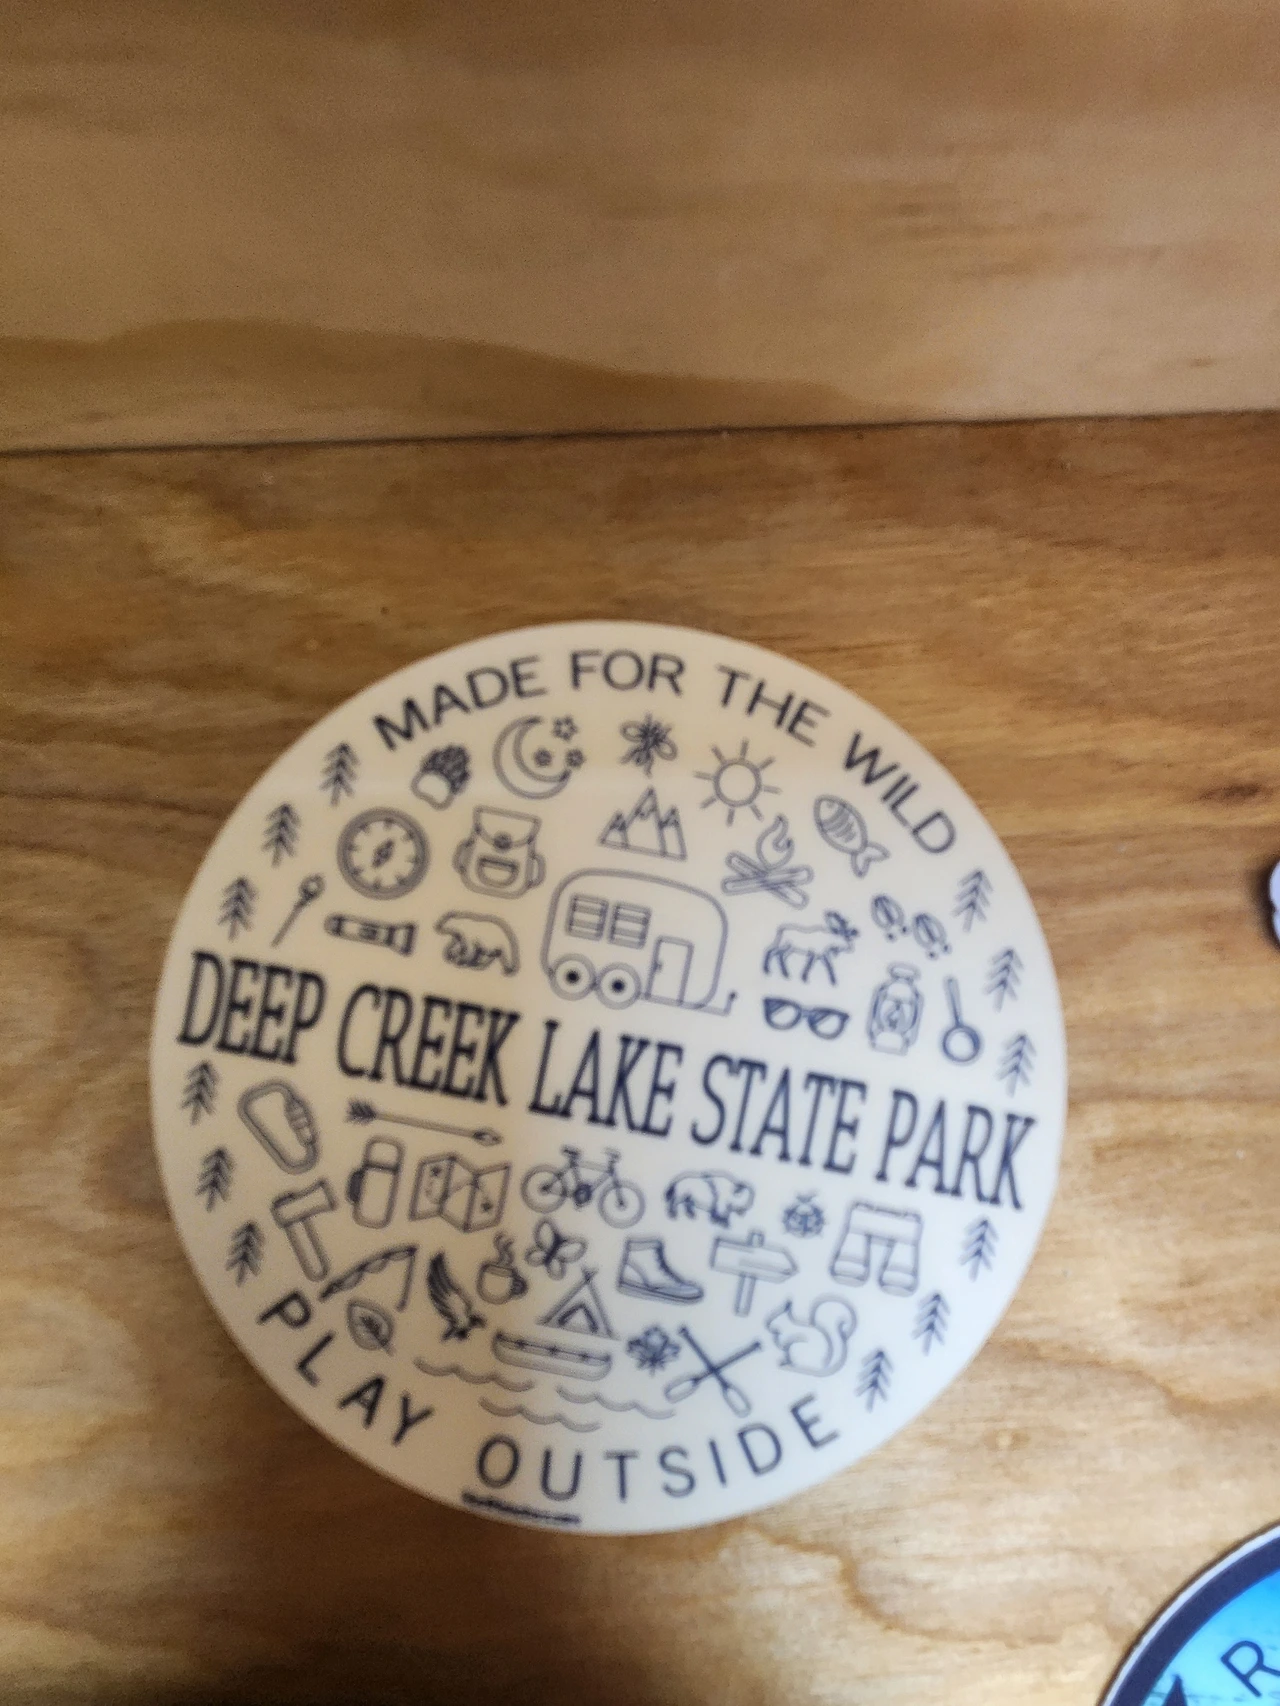 MADE FOR THE WILD
DEEP CREEK LAKE STATE PARK
PLAY OUTSIDE
R